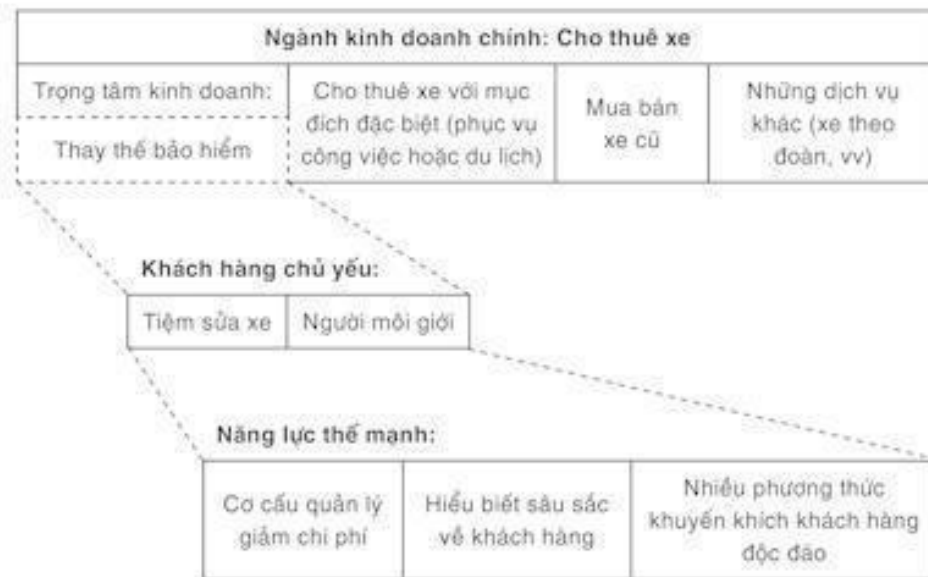 Ngành kinh doanh chính: Cho thuê xe
Trọng tâm kinh doanh:
Thay thế bảo hiểm
Cho thuê xe với mục
đích đặc biệt (phục vụ
công việc hoặc du lịch)
Mua bán
xe cũ
Những dịch vụ
khác (xe theo
đoàn, vv)
Khách hàng chủ yếu:
Tiệm sửa xe
Người môi giới
Năng lực thế mạnh:
Cơ cấu quản lý
giảm chi phí
Hiểu biết sâu sắc
về khách hàng
Nhiều phương thức
khuyến khích khách hàng
độc đáo